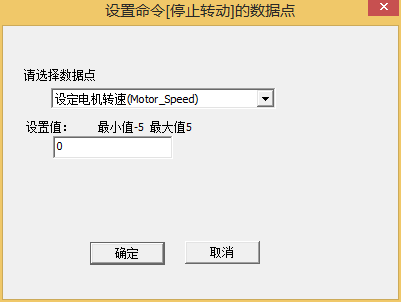 设置命令[停止转动]的数据点
请选择数据点
设定电机转速(Motor_Speed)
设置值： 最小值-5 最大值5
0
确定 取消